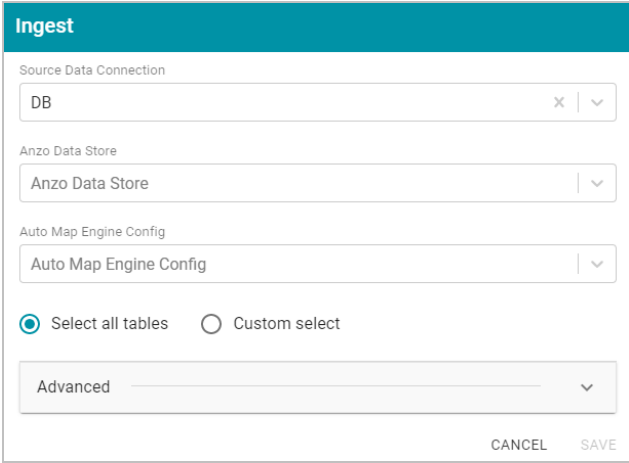 Ingest
Source Data Connection
DB
Anzo Data Store
Anzo Data Store
Auto Map Engine Config
Auto Map Engine Config
Select all tables Custom select
Advanced
CANCEL SAVE